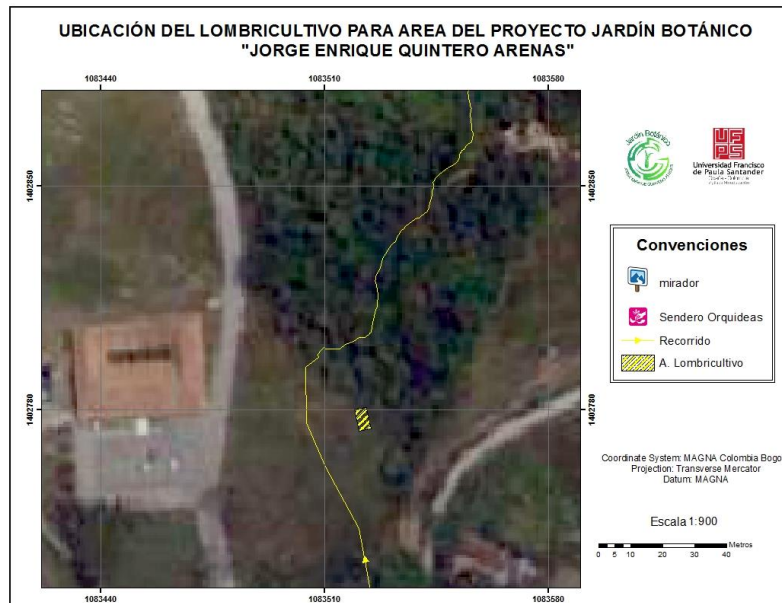 UBICACIÓN DEL LOMBRICULTIVO PARA AREA DEL PROYECTO JARDÍN BOTÁNICO
"JORGE ENRIQUE QUINTERO ARENAS"
1083440 1083510 1083580
1402850 1402850
1402780 1402780
1083440 1083510 1083580
Jardín Botánico
UFPS
Universidad Francisco
de Paula Santander
Convenciones
mirador
Sendero Orquideas
Recorrido
A. Lombricultivo
Coordinate System: MAGNA Colombia Bogo
Projection: Transverse Mercator
Datum: MAGNA
Escala 1:900
Metros
0 5 10 20 30 40